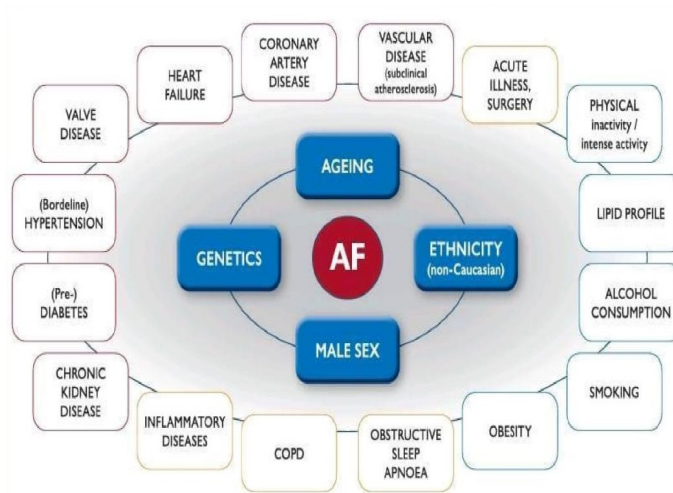 CORONARY
ARTERY
DISEASE
VASCULAR
DISEASE
(subclinical
atherosclerosis)
HEART
FAILURE
ACUTE
ILLNESS,
SURGERY
VALVE
DISEASE
PHYSICAL
inactivity /
intense activity
AGEING
(Bordeline)
HYPERTENSION
LIPID PROFILE
GENETICS
AF
ETHNICITY
(non-Caucasian)
(Pre-)
DIABETES
ALCOHOL
CONSUMPTION
MALE SEX
CHRONIC
KIDNEY
DISEASE
SMOKING
INFLAMMATORY
DISEASES
OBESITY
COPD
OBSTRUCTIVE
SLEEP
APNOEA